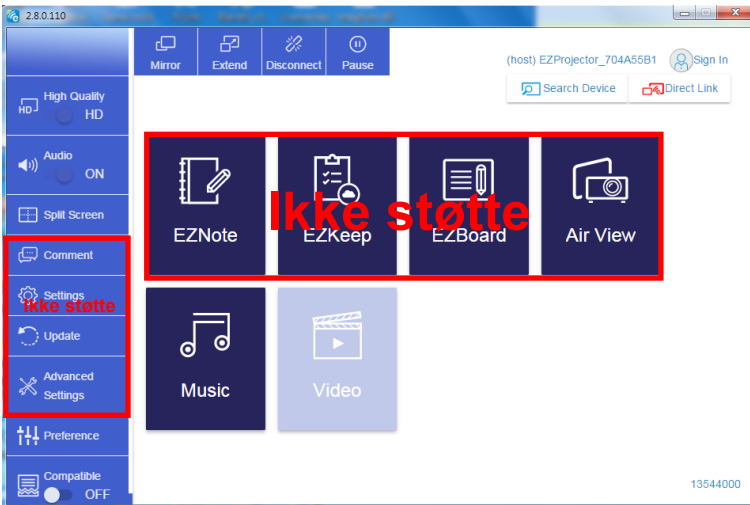 2.8.0.110
Mirror
Extend
Disconnect
Pause
(host) EZProjector_704A55B1
Sign In
Search Device
Direct Link
High Quality
HD
HD
Audio
ON
Split Screen
Comment
Settings
Ikke støtte
Update
Advanced
Settings
Preference
Compatible
OFF
Ikke støtte
EZNote
EZKeep
EZBoard
Air View
Music
Video
13544000